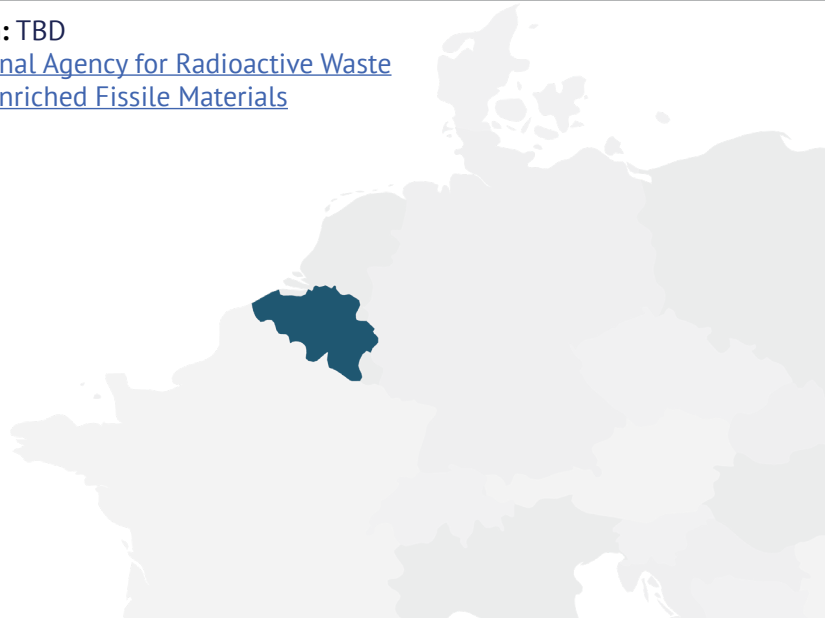 : TBD
nal Agency for Radioactive Waste
nriched Fissile Materials